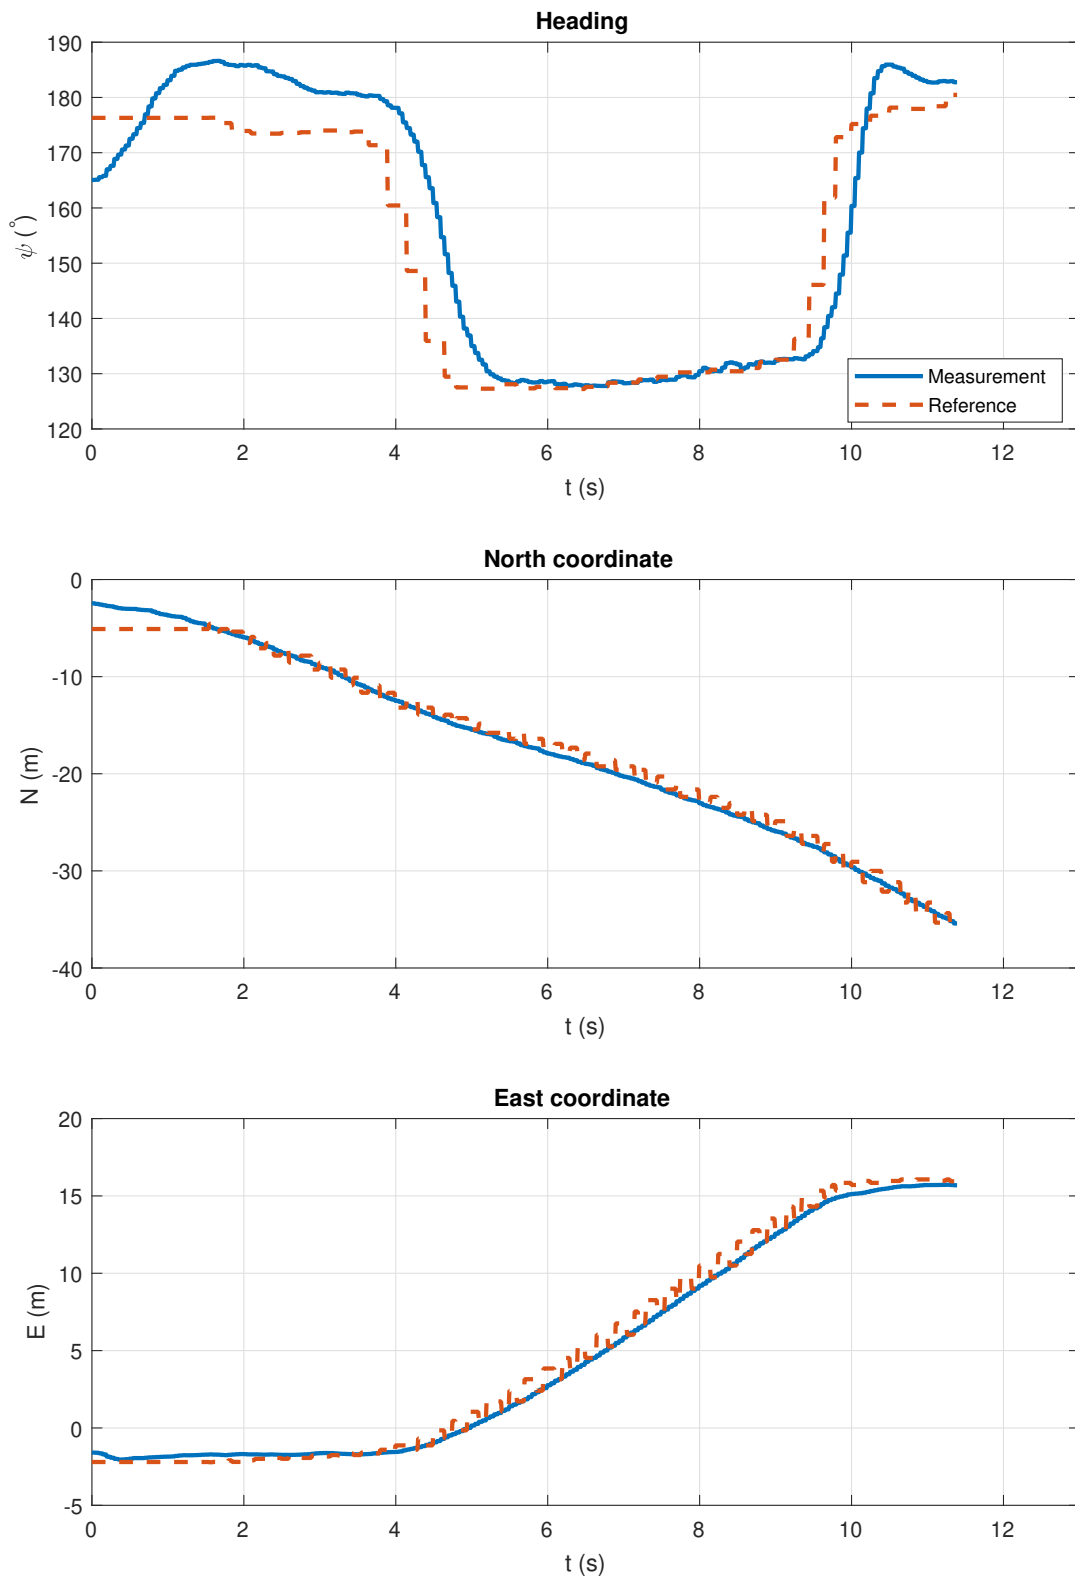 Heading
190
180
170
160
150
140
130
120
ψ (°)
0 2 4 6 8 10 12
t (s)
Measurement
Reference
North coordinate
0
-10
-20
-30
-40
N (m)
0 2 4 6 8 10 12
t (s)
East coordinate
20
15
10
5
0
-5
E (m)
0 2 4 6 8 10 12
t (s)